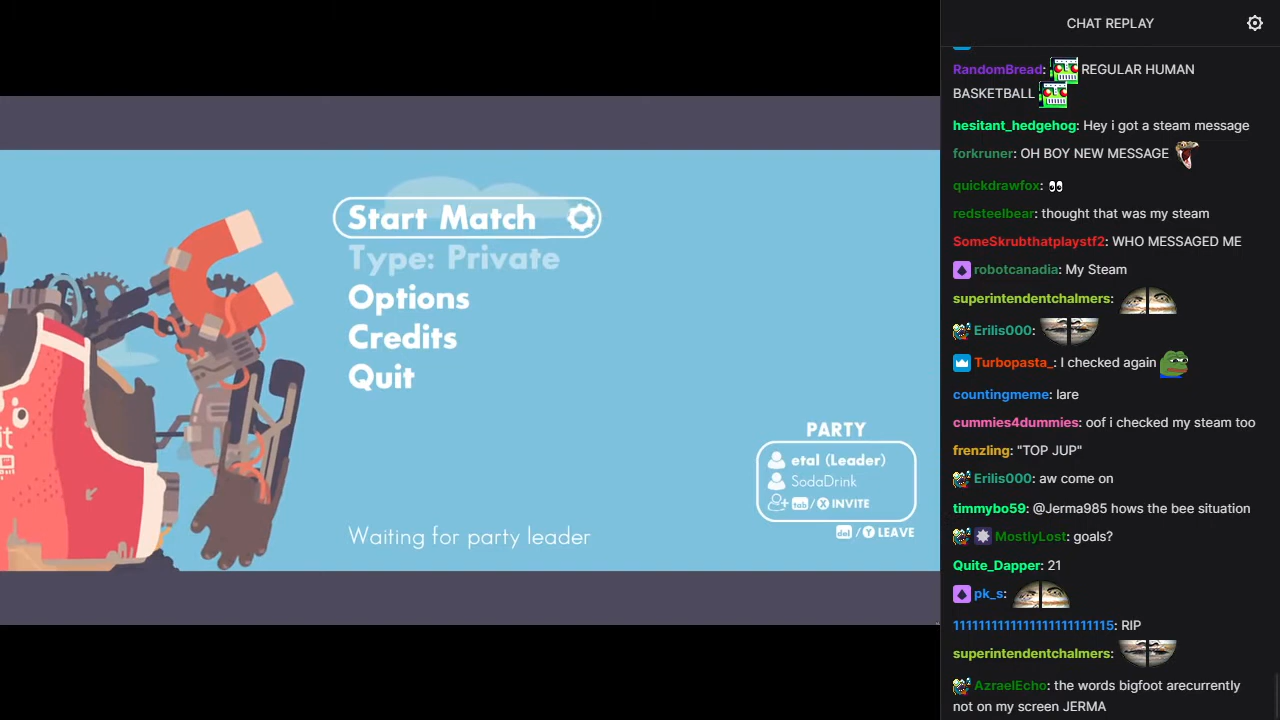 Start Match
Type: Private
Options
Credits
Quit
Waiting for party leader
PARTY
etal (Leader)
SodaDrink
tab/X INVITE
del/Y LEAVE
it
CHAT REPLAY
RandomBread: REGULAR HUMAN
BASKETBALL
hesitant_hedgehog: Hey i got a steam message
forkruner: OH BOY NEW MESSAGE
quickdrawfox:
redsteelbear: thought that was my steam
SomeSkrubthatplaystf2: WHO MESSAGED ME
robotcanadia: My Steam
superintendentchalmers:
Erilis000:
Turbopasta_: I checked again
countingmeme: lare
cummies4dummies: oof i checked my steam too
frenzling: "TOP JUP"
Erilis000: aw come on
timmybo59: @Jerma985 hows the bee situation
MostlyLost: goals?
Quite_Dapper: 21
pk_s:
superintendentchalmers:
AzraelEcho: the words bigfoot arecurrently
not on my screen JERMA